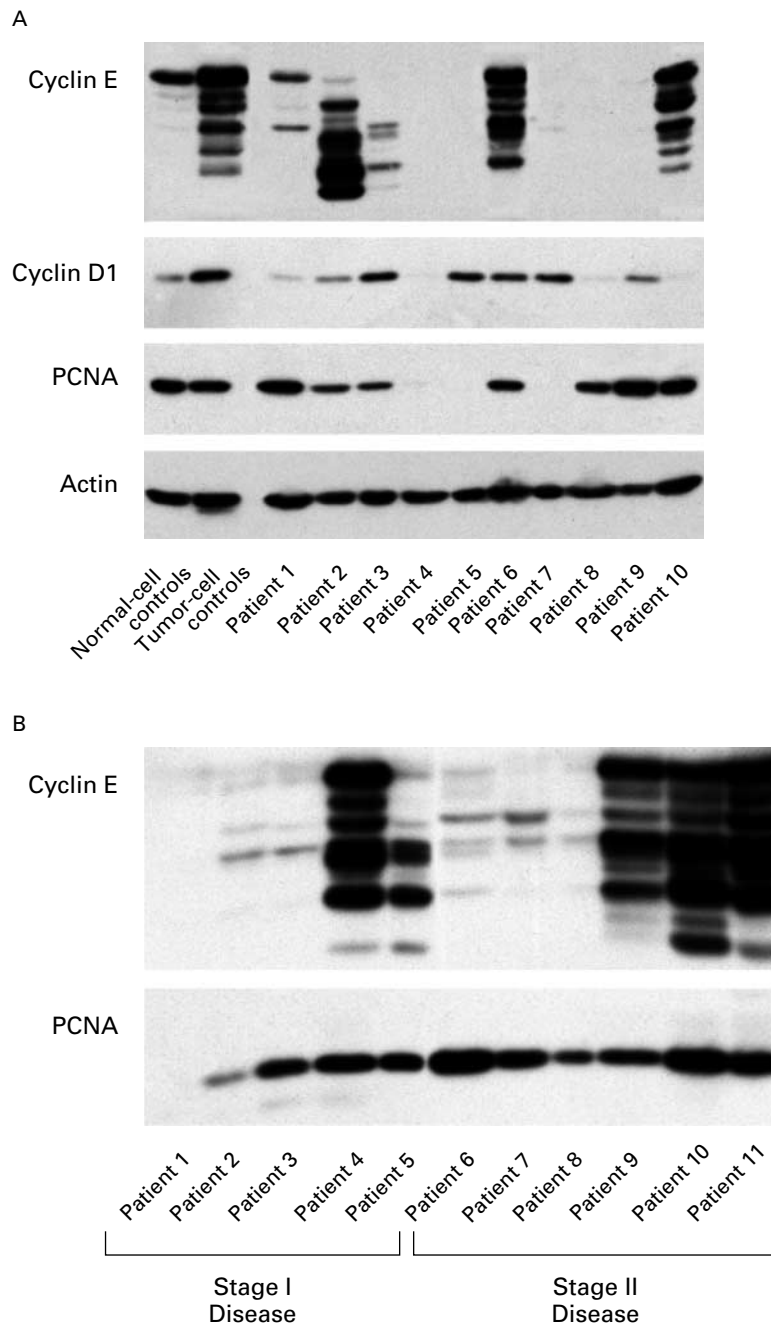 A
Cyclin E
Cyclin D1
PCNA
Actin
Normal-cell
controls
Tumor-cell
controls
Patient 1
Patient 2
Patient 3
Patient 4
Patient 5
Patient 6
Patient 7
Patient 8
Patient 9
Patient 10
B
Cyclin E
PCNA
Patient 1
Patient 2
Patient 3
Patient 4
Patient 5
Patient 6
Patient 7
Patient 8
Patient 9
Patient 10
Patient 11
Stage I
Disease
Stage II
Disease